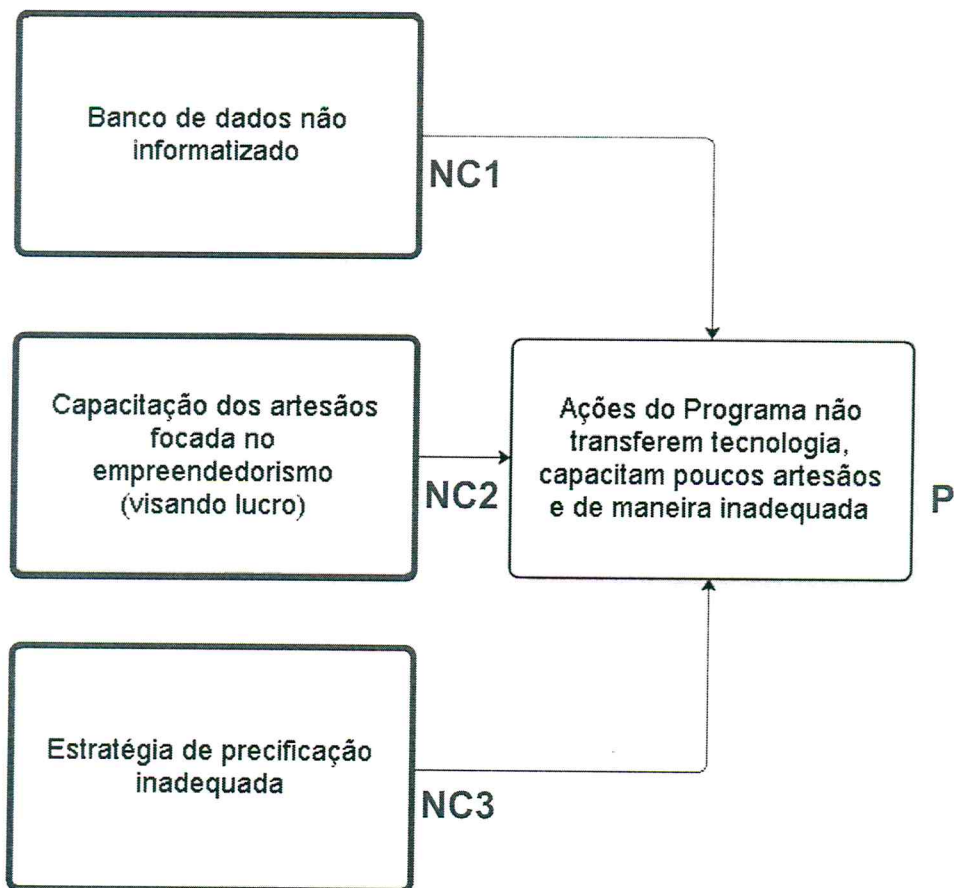 Banco de dados não
informatizado
NC1
Capacitação dos artesãos
focada no
empreendedorismo
(visando lucro)
NC2
Ações do Programa não
transferem tecnologia,
capacitam poucos artesãos
e de maneira inadequada
P
Estratégia de precificação
inadequada
NC3